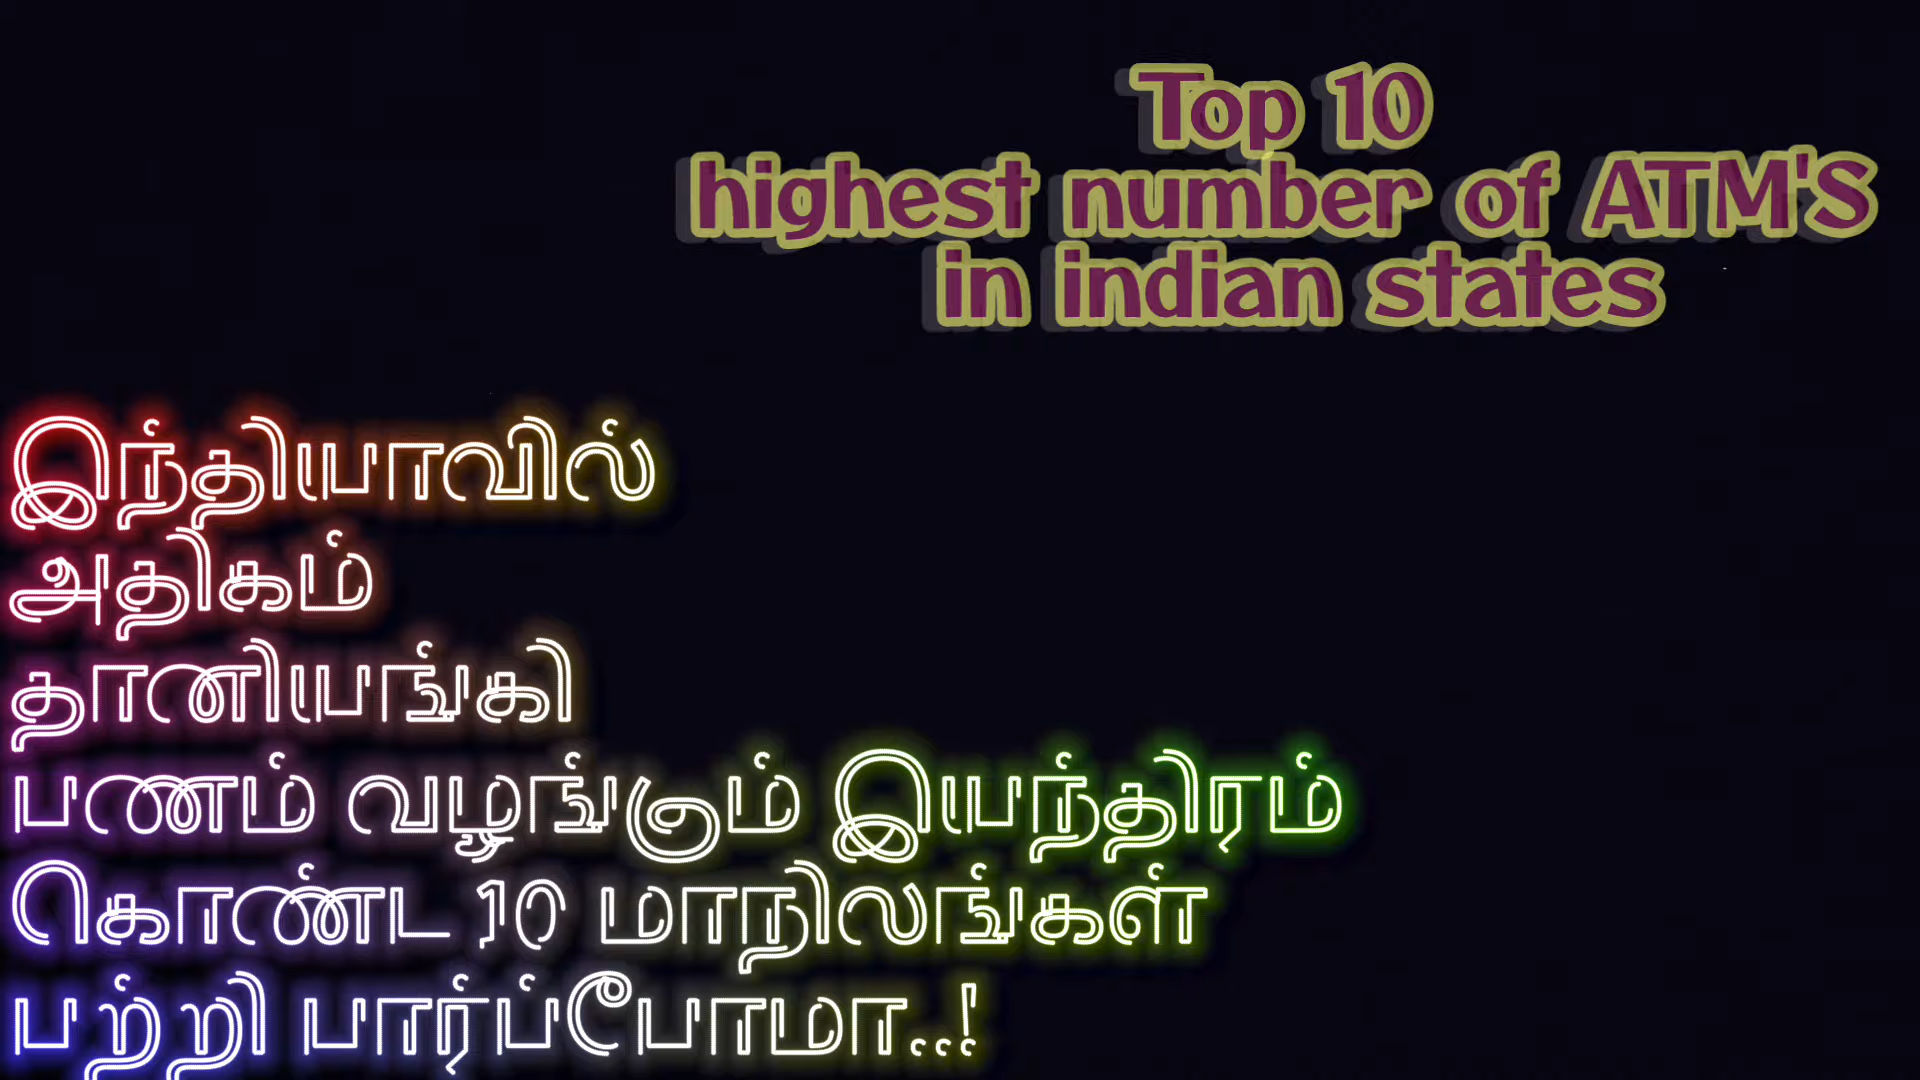 Top 10
highest number of ATM'S
in indian states
இந்தியாவில்
அதிகம்
தானியங்கி
பணம் வழங்கும் இயந்திரம்
கொண்ட 10 மாநிலங்கள்
பற்றி பார்ப்போமா..!